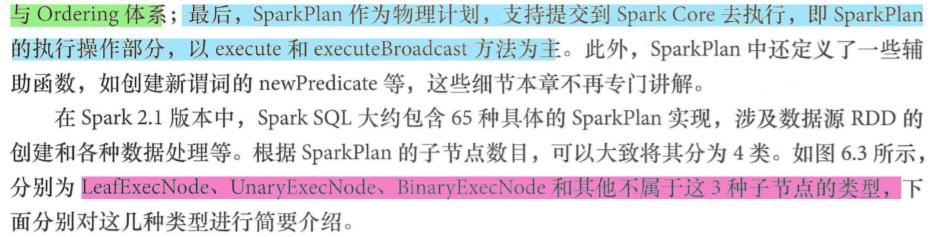 与 Ordering 体系；最后，SparkPlan 作为物理计划，支持提交到 Spark Core 去执行，即 SparkPlan
的执行操作部分，以 execute 和 executeBroadcast 方法为主。此外，SparkPlan 中还定义了一些辅
助函数，如创建新谓词的 newPredicate 等，这些细节本章不再专门讲解。
在 Spark 2.1 版本中，Spark SQL 大约包含 65 种具体的 SparkPlan 实现，涉及数据源 RDD 的
创建和各种数据处理等。根据 SparkPlan 的子节点数目，可以大致将其分为 4 类。如图 6.3 所示，
分别为 LeafExecNode、UnaryExecNode、BinaryExecNode 和其他不属于这 3 种子节点的类型，下
面分别对这几种类型进行简要介绍。